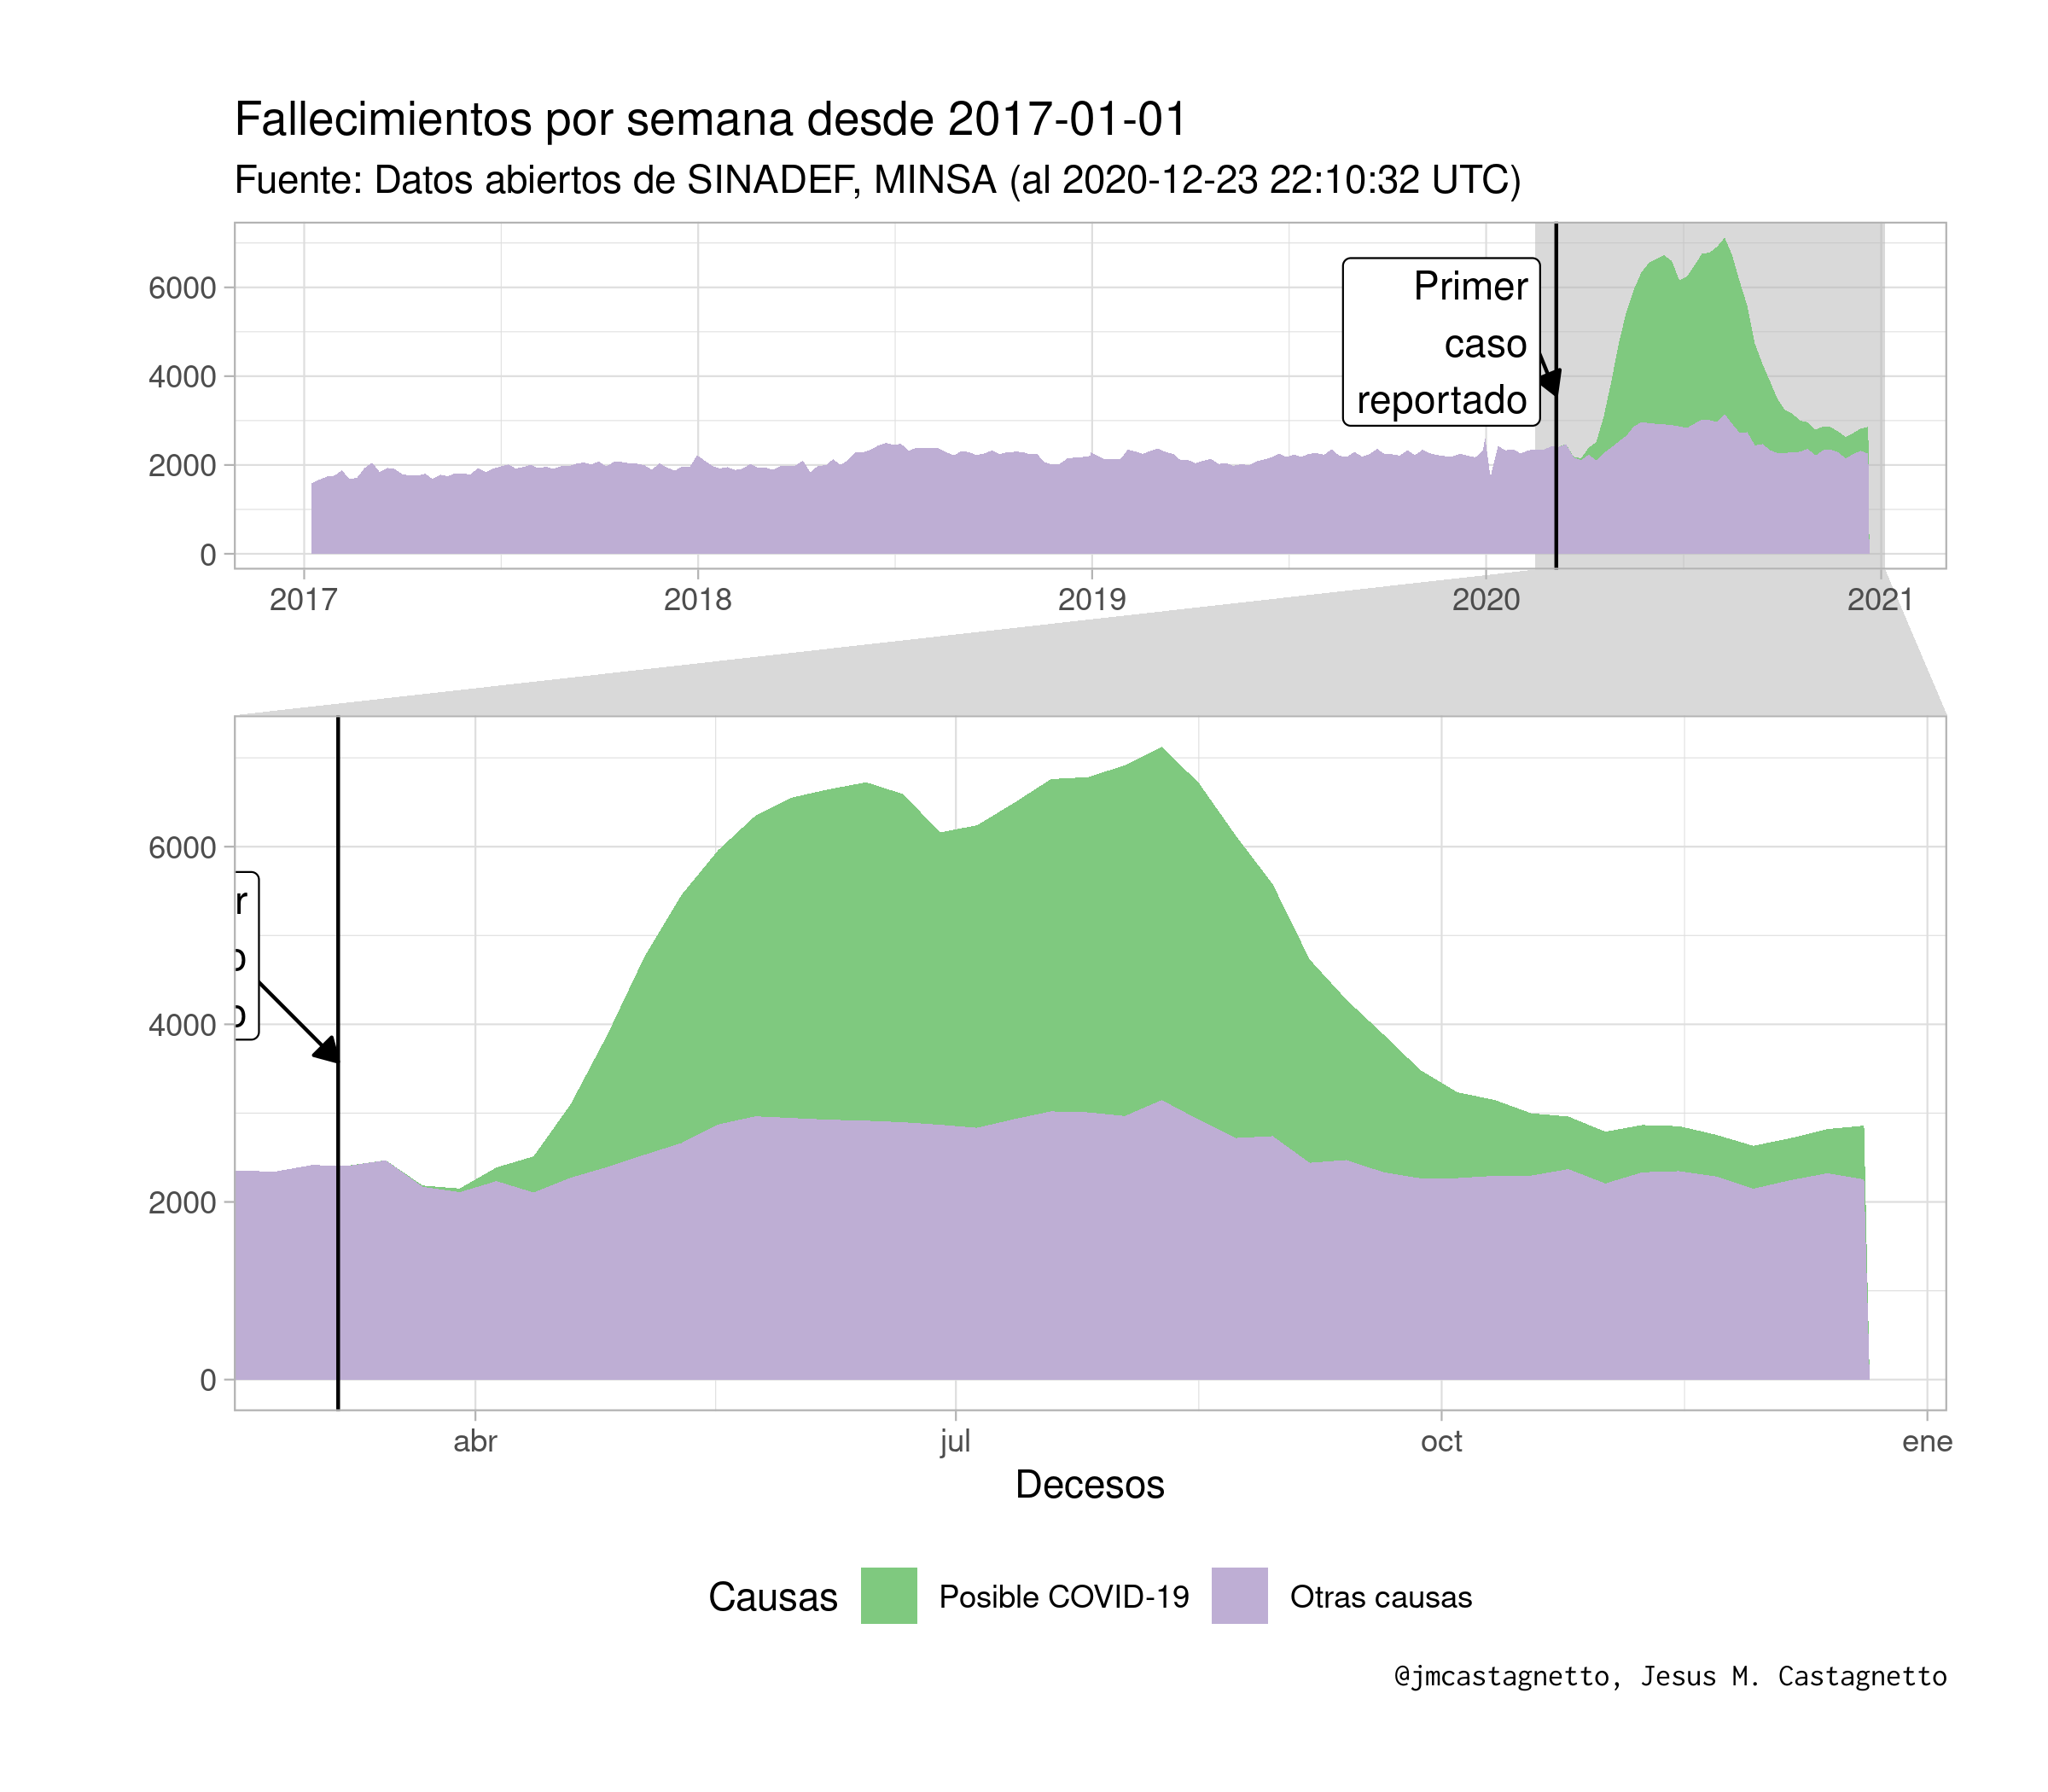 Fallecimientos por semana desde 2017-01-01
Fuente: Datos abiertos de SINADEF, MINSA (al 2020-12-23 22:10:32 UTC)
6000
4000
2000
0
Primer
caso
reportado
2017
2018
2019
2020
2021
6000
4000
2000
0
r
o
o
abr
jul
oct
ene
Decesos
Causas
Posible COVID-19
Otras causas
@jmcastagnetto, Jesus M. Castagnetto